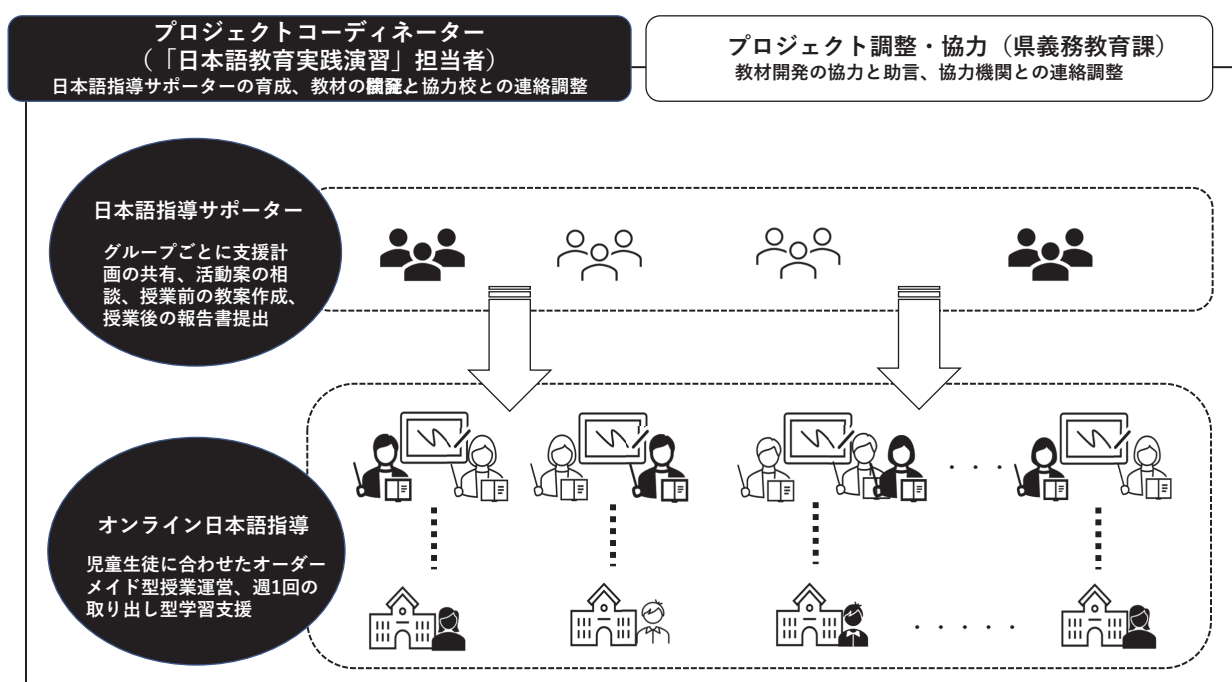 プロジェクトコーディネーター
（「日本語教育実践演習」担当者）
日本語指導サポーターの育成、教材の開発、と協力校との連絡調整
プロジェクト調整・協力（県義務教育課）
教材開発の協力と助言、協力機関との連絡調整
日本語指導サポーター
グループごとに支援計
画の共有、活動案の相
談、授業前の教案作成、
授業後の報告書提出
オンライン日本語指導
児童生徒に合わせたオーダー
メイド型授業運営、週1回の
取り出し型学習支援